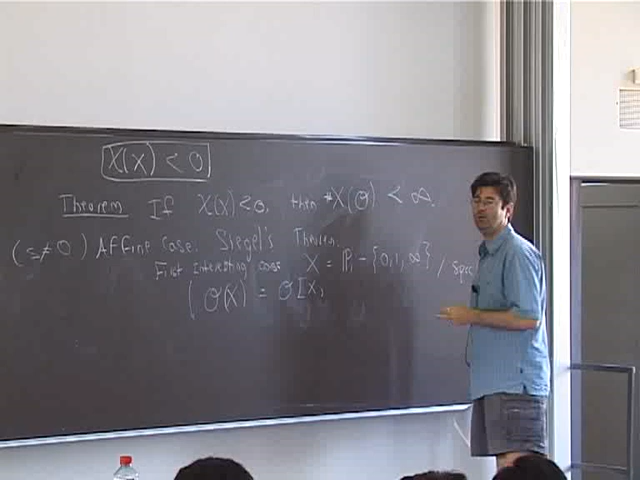 X(X) < 0
Theorem If X(X) < 0, then #X(O) < ∞.
(s≠0) Affine Case: Siegel's Theorem.
First Interesting case X = P₁ - {0,1,∞} / Spec
(O(X) = O[X,